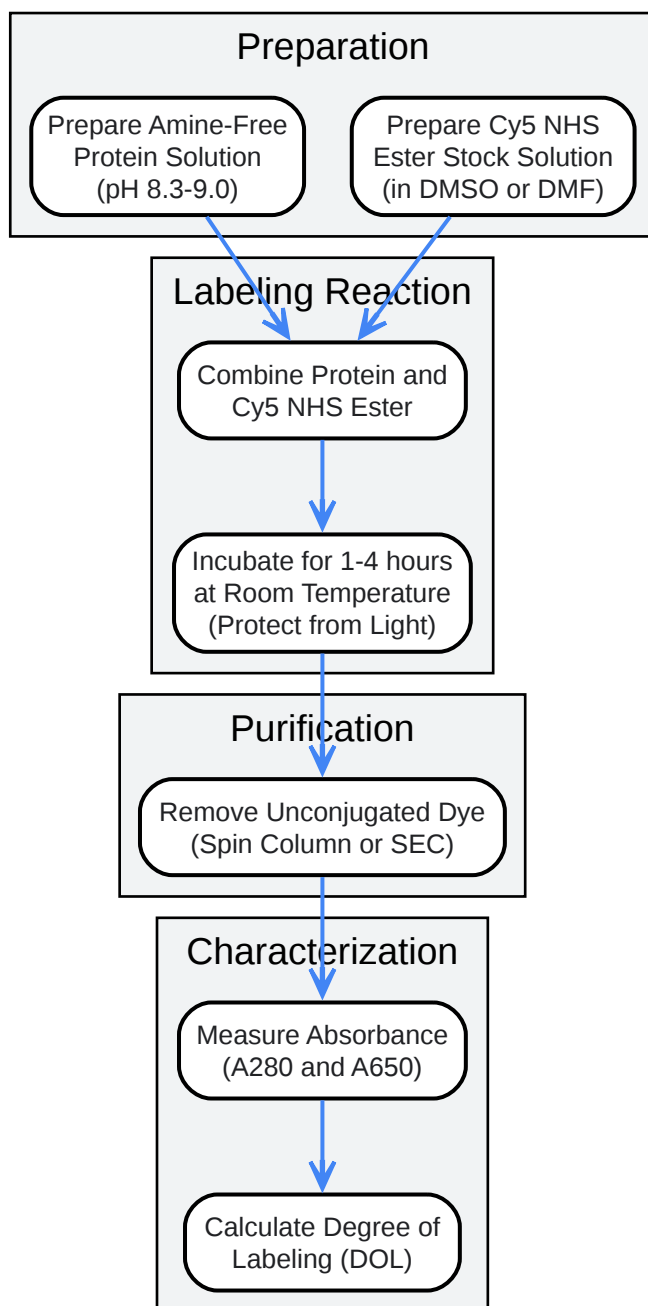 Preparation
Prepare Amine-Free
Protein Solution
(pH 8.3-9.0)
Prepare Cy5 NHS
Ester Stock Solution
(in DMSO or DMF)
Labeling Reaction
Combine Protein and
Cy5 NHS Ester
Incubate for 1-4 hours
at Room Temperature
(Protect from Light)
Purification
Remove Unconjugated Dye
(Spin Column or SEC)
Characterization
Measure Absorbance
(A280 and A650)
Calculate Degree of
Labeling (DOL)